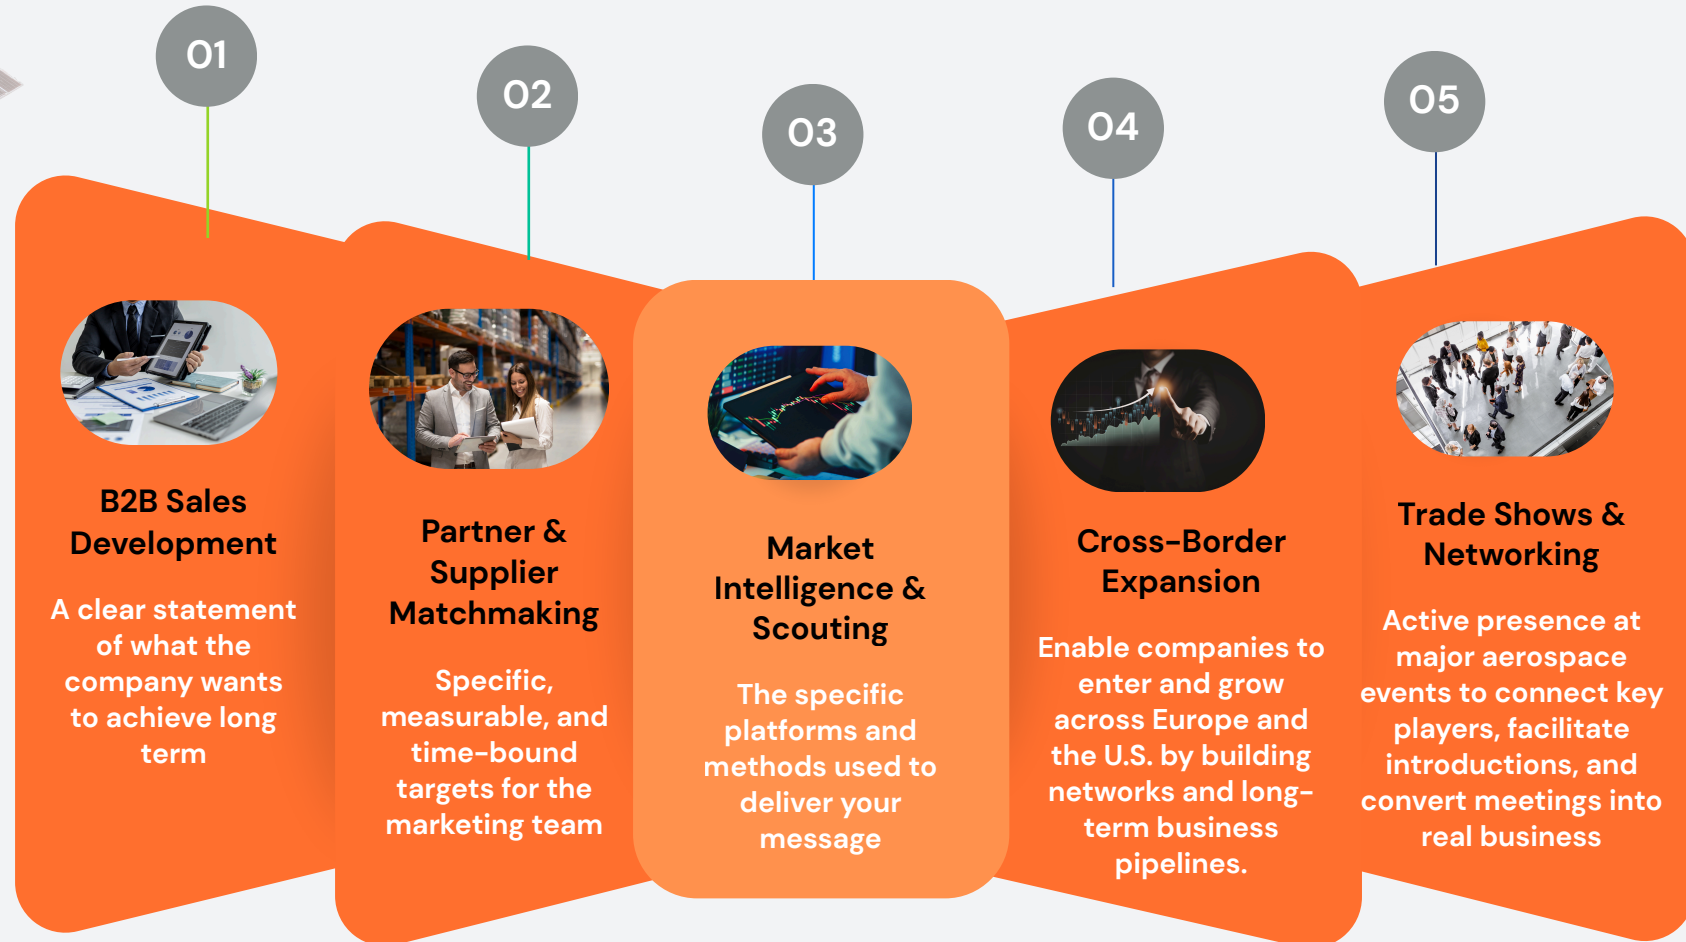 01
B2B Sales
Development
A clear statement
of what the
company wants
to achieve long
term
02
Partner &
Supplier
Matchmaking
Specific,
measurable, and
time-bound
targets for the
marketing team
03
Market
Intelligence &
Scouting
The specific
platforms and
methods used to
deliver your
message
04
Cross-Border
Expansion
Enable companies to
enter and grow
across Europe and
the U.S. by building
networks and long-
term business
pipelines.
05
Trade Shows &
Networking
Active presence at
major aerospace
events to connect key
players, facilitate
introductions, and
convert meetings into
real business